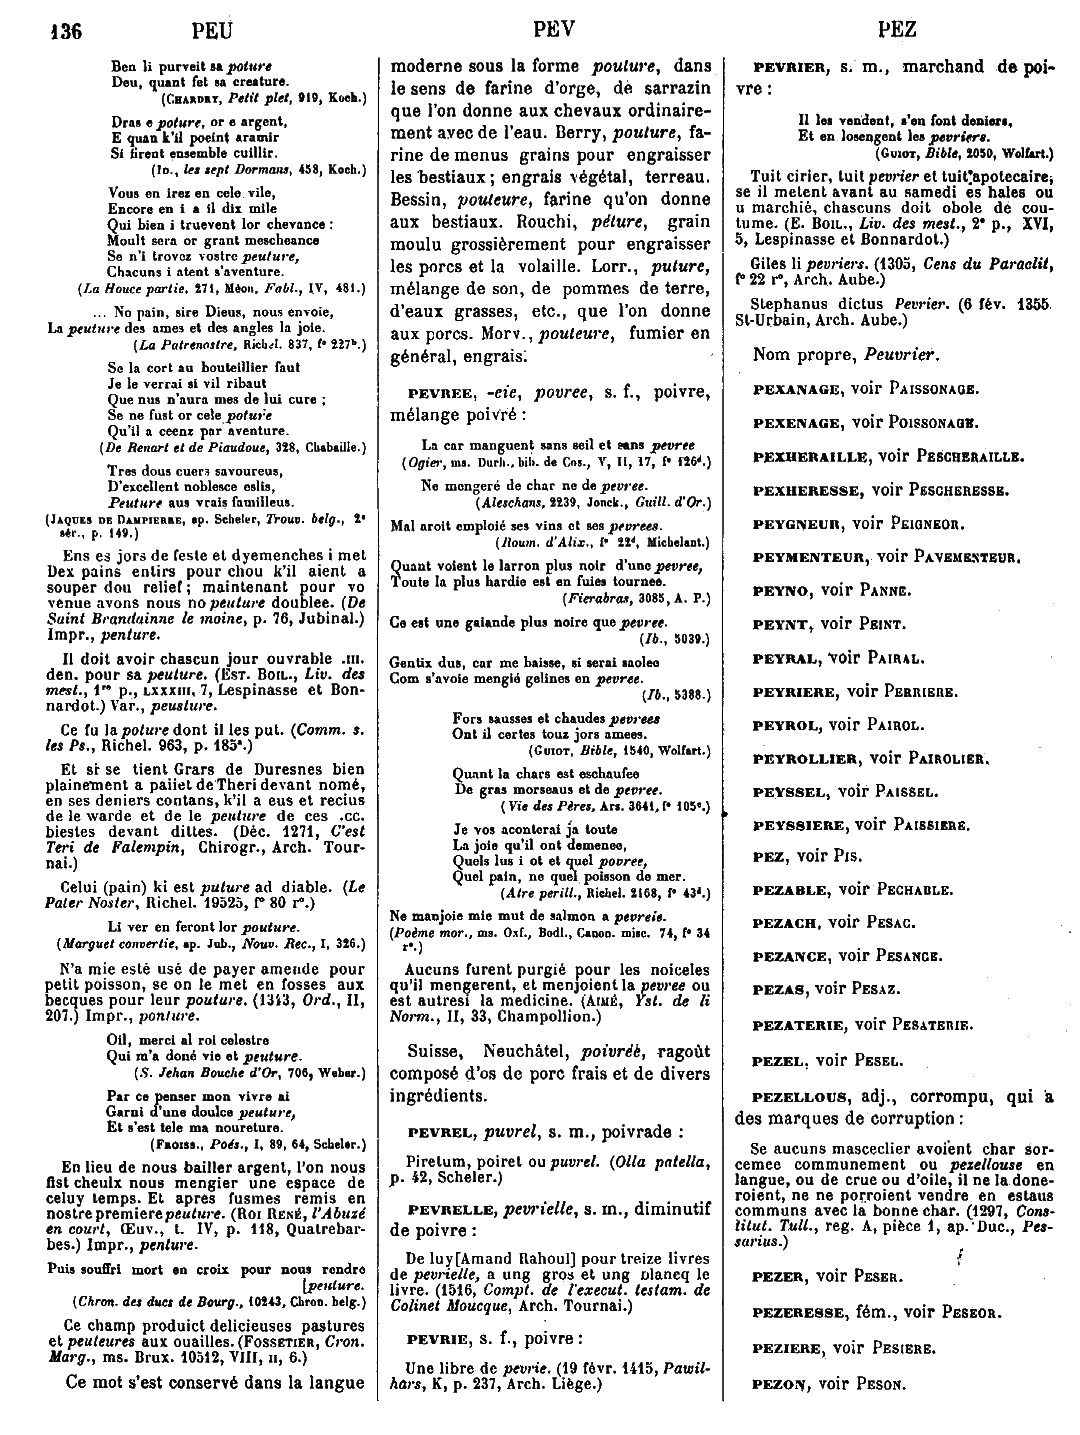 136 PEU PEV PEZ
Ben li purveit sa poture
Deu, quant fet sa creature.
(CHARDRY, Petit plet, 919, Koch.)
Dras e poture, or e argent,
E quan k'il poeint aramir
Si firent ensemble cuillir.
(ID., les sept Dormans, 458, Koch.)
Vous en irez en cele vile,
Encore en i a il dix mile
Qui bien i truevent lor chevance :
Moult sera or grant mescheance
Se n'i trovez vostre peuture,
Chacuns i atent s'aventure.
(La Houce partie, 271, Méon, Fabl., IV, 481.)
... No pain, sire Dieus, nous envoie,
La peuture des ames et des angles la joie.
(La Patrenostre, Richel. 837, f° 227b.)
Se la cort au bouteillier faut
Je le verrai si vil ribaut
Que nus n'aura mes de lui cure ;
Se ne fust or cele poture
Qu'il a ceenz par aventure.
(De Renart et de Piaudoue, 328, Chabaille.)
Tres dous cuers savoureus,
D'excellent noblesce eslis,
Peuture aus vrais familleus.
(JAQUES DE DAMPIERRE, ap. Scheler, Trouv. belg., 2e
sér., p. 149.)
Ens es jors de feste et dyemenches i met
Dex pains entirs pour chou k'il aient a
souper dou relief ; maintenant pour vo
venue avons nous no peuture doublee. (De
Saint Brandainne le moine, p. 76, Jubinal.)
Impr., penture.
Il doit avoir chascun jour ouvrable .III.
den. pour sa peuture. (EST. BOIL., Liv. des
mest., 1re p., LXXXIII, 7, Lespinasse et Bon-
nardot.) Var., peusture.
Ce fu la poture dont il les put. (Comm. s.
les Ps., Richel. 963, p. 185a.)
Et si se tient Grars de Duresnes bien
plainement a paiiet de Theri devant nomé,
en ses deniers contans, k'il a eus et recius
de le warde et de le peuture de ces .cc.
biestes devant dittes. (Déc. 1271, C'est
Teri de Falempin, Chirogr., Arch. Tour-
nai.)
Celui (pain) ki est puture ad diable. (Le
Pater Noster, Richel. 19525, f° 80 r°.)
Li ver en feront lor pouture.
(Marguet convertie, ap. Jub., Nouv. Rec., I, 326.)
N'a mie esté usé de payer amende pour
petit poisson, se on le met en fosses aux
becques pour leur pouture. (1343, Ord., II,
207.) Impr., ponture.
Oil, merci al roi celestre
Qui m'a doné vie et peuture.
(S. Jehan Bouche d'Or, 706, Weber.)
Par ce penser mon vivre ai
Garni d'une doulce peuture,
Et s'est tele ma noureture.
(FROISS., Poés., I, 89, 64, Scheler.)
En lieu de nous bailler argent, l'on nous
fist cheulx nous mengier une espace de
celuy temps. Et apres fusmes remis en
nostre premiere peuture. (ROI RENÉ, l'Abuzé
en court, Œuv., t. IV, p. 118, Quatrebar-
bes.) Impr., penture.
Puis souffri mort en croix pour nous rendre
[peuture.
(Chron. des ducs de Bourg., 10243, Chron. belg.)
Ce champ produict delicieuses pastures
et peuteures aux ouailles. (FOSSETIER, Cron.
Marg., ms. Brux. 10512, VIII, II, 6.)
Ce mot s'est conservé dans la langue
moderne sous la forme pouture, dans
le sens de farine d'orge, de sarrazin
que l'on donne aux chevaux ordinaire-
ment avec de l'eau. Berry, pouture, fa-
rine de menus grains pour engraisser
les bestiaux ; engrais végétal, terreau.
Bessin, pouteure, farine qu'on donne
aux bestiaux. Rouchi, péture, grain
moulu grossièrement pour engraisser
les porcs et la volaille. Lorr., puture,
mélange de son, de pommes de terre,
d'eaux grasses, etc., que l'on donne
aux porcs. Morv., pouteure, fumier en
général, engrais.
PEVREE, -eie, povree, s. f., poivre,
mélange poivré :
La car manguent sans seil et sans pevree
(Ogier, ms. Durh., bib. de Cos., V, II, 17, f° 126d.)
Ne mengeré de char ne de pevree.
(Aleschans, 2239, Jonck., Guill. d'Or.)
Mal aroit emploié ses vins et ses pevrees.
(Roum. d'Alix., f° 22d, Michelant.)
Quant voient le larron plus noir d'une pevree,
Toute la plus hardie est en fuies tournee.
(Fierabras, 3085, A. P.)
Ce est une gaiande plus noire que pevree.
(Ib., 5039.)
Gentix dus, car me baisse, si serai saolee
Com s'avoie mengié gelines en pevree.
(Ib., 5388.)
Fors sausses et chaudes pevrees
Ont il certes touz jors amees.
(GUIOT, Bible, 1540, Wolfart.)
Quant la chars est eschaufee
De gras morseaus et de pevree.
(Vie des Pères, Ars. 3641, f° 105c.)
Je vos aconterai ja toute
La joie qu'il ont demenee,
Quels lus i ot et quel povree,
Quel pain, ne quel poisson de mer.
(Atre perill., Richel. 2168, f° 43d.)
Ne manjoie mie mut de salmon a pevreie.
(Poème mor., ms. Oxf., Bodl., Canon. misc. 74, f° 34
r°.)
Aucuns furent purgié pour les noiceles
qu'il mengerent, et menjoient la pevree ou
est autresi la medicine. (AIMÉ, Yst. de li
Norm., II, 33, Champollion.)
Suisse, Neuchâtel, poivréé, ragoût
composé d'os de porc frais et de divers
ingrédients.
PEVREL, puvrel, s. m., poivrade :
Piretum, poiret ou puvrel. (Olla patella,
p. 42, Scheler.)
PEVRELLE, pevrielle, s. m., diminutif
de poivre :
De luy [Amand Rahoul] pour treize livres
de pevrielle, a ung gros et ung blancq le
livre. (1516, Compt. de l'execut. testam. de
Colinet Moucque, Arch. Tournai.)
PEVRIE, s. f., poivre :
Une libre de pevrie. (19 févr. 1415, Pawil-
hars, K, p. 237, Arch. Liège.)
PEVRIER, s. m., marchand de poi-
vre :
Il les vendent, s'en font deniers,
Et en losengent les pevriers.
(GUIOT, Bible, 2050, Wolfart.)
Tuit cirier, tuit pevrier et tuit apotecaire,
se il metent avant au samedi es hales ou
u marchié, chascuns doit obole de cou-
tume. (E. BOIL., Liv. des mest., 2e p., XVI,
5, Lespinasse et Bonnardot.)
Giles li pevriers. (1305, Cens du Paraclit,
f° 22 r°, Arch. Aube.)
Stephanus dictus Pevrier. (6 fév. 1355.
St-Urbain, Arch. Aube.)
Nom propre, Peuvrier.
PEXANAGE, voir PAISSONAGE.
PEXENAGE, voir POISSONAGE.
PEXHERAILLE, voir PESCHERAILLE.
PEXHERESSE, voir PESCHERESSE.
PEYGNEUR, voir PEIGNEOR.
PEYMENTEUR, voir PAVEMENTEUR.
PEYNO, voir PANNE.
PEYNT, voir PEINT.
PEYRAL, voir PAIRAL.
PEYRIERE, voir PERRIERE.
PEYROL, voir PAIROL.
PEYROLLIER, voir PAIROLIER.
PEYSSEL, voir PAISSEL.
PEYSSIERE, voir PAISSIERE.
PEZ, voir PIS.
PEZABLE, voir PECHABLE.
PEZACH, voir PESAC.
PEZANCE, voir PESANCE.
PEZAS, voir PESAZ.
PEZATERIE, voir PESATERIE.
PEZEL, voir PESEL.
PEZELLOUS, adj., corrompu, qui a
des marques de corruption :
Se aucuns masceclier avoient char sor-
cemee communement ou pezellouse en
langue, ou de crue ou d'oile, il ne la done-
roient, ne ne porroient vendre en estaus
communs avec la bonne char. (1297, Cons-
titut. Tull., reg. A, pièce 1, ap. Duc., Pes-
sarius.)
PEZER, voir PESER.
PEZERESSE, fém., voir PESEOR.
PEZIERE, voir PESIERE.
PEZON, voir PESON.